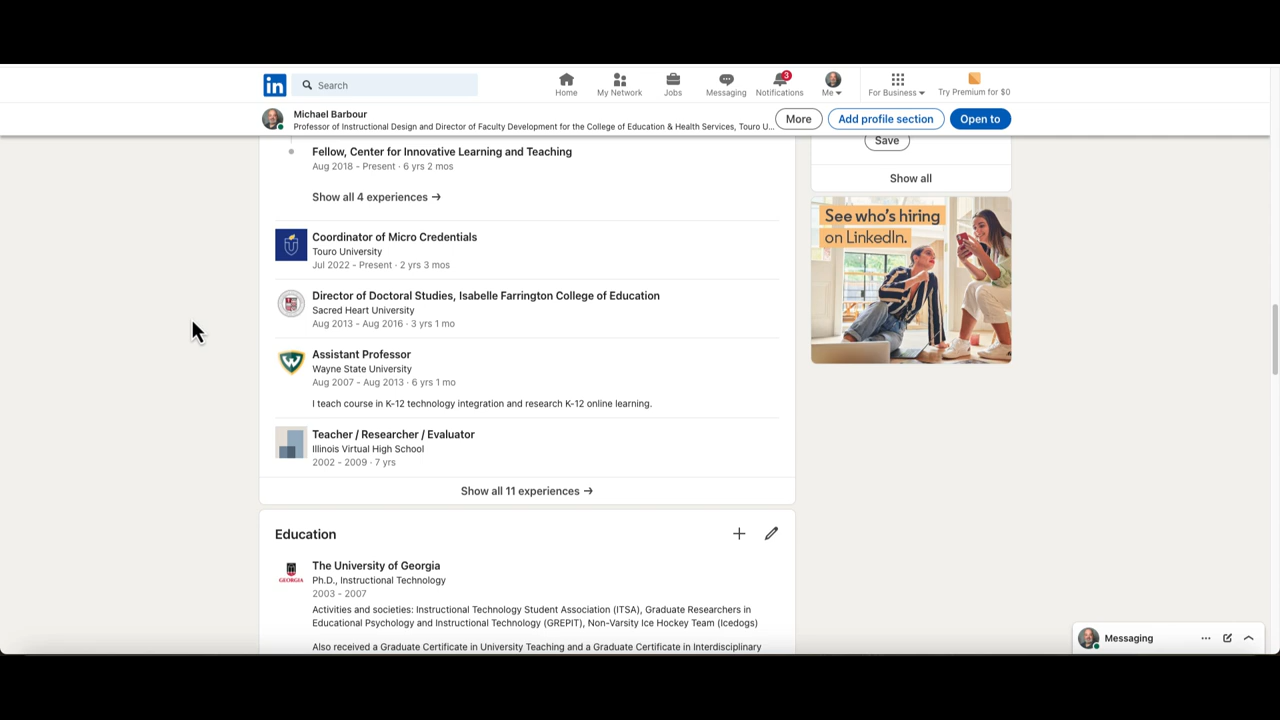 in
Search
Home
My Network
Jobs
Messaging
3
Notifications
Me
For Business
Try Premium for $0
Michael Barbour
Professor of Instructional Design and Director of Faculty Development for the College of Education & Health Services, Touro U...
More
Add profile section
Open to
Fellow, Center for Innovative Learning and Teaching
Aug 2018 - Present · 6 yrs 2 mos
Show all 4 experiences →
Coordinator of Micro Credentials
Touro University
Jul 2022 - Present · 2 yrs 3 mos
Director of Doctoral Studies, Isabelle Farrington College of Education
Sacred Heart University
Aug 2013 - Aug 2016 · 3 yrs 1 mo
Assistant Professor
Wayne State University
Aug 2007 - Aug 2013 · 6 yrs 1 mo
I teach course in K-12 technology integration and research K-12 online learning.
Teacher / Researcher / Evaluator
Illinois Virtual High School
2002 - 2009 · 7 yrs
Show all 11 experiences →
Education
GEORGIA
The University of Georgia
Ph.D., Instructional Technology
2003 - 2007
Activities and societies: Instructional Technology Student Association (ITSA), Graduate Researchers in
Educational Psychology and Instructional Technology (GREPIT), Non-Varsity Ice Hockey Team (Icedogs)
Also received a Graduate Certificate in University Teaching and a Graduate Certificate in Interdisciplinary
Save
Show all
See who's hiring
on LinkedIn.
Messaging